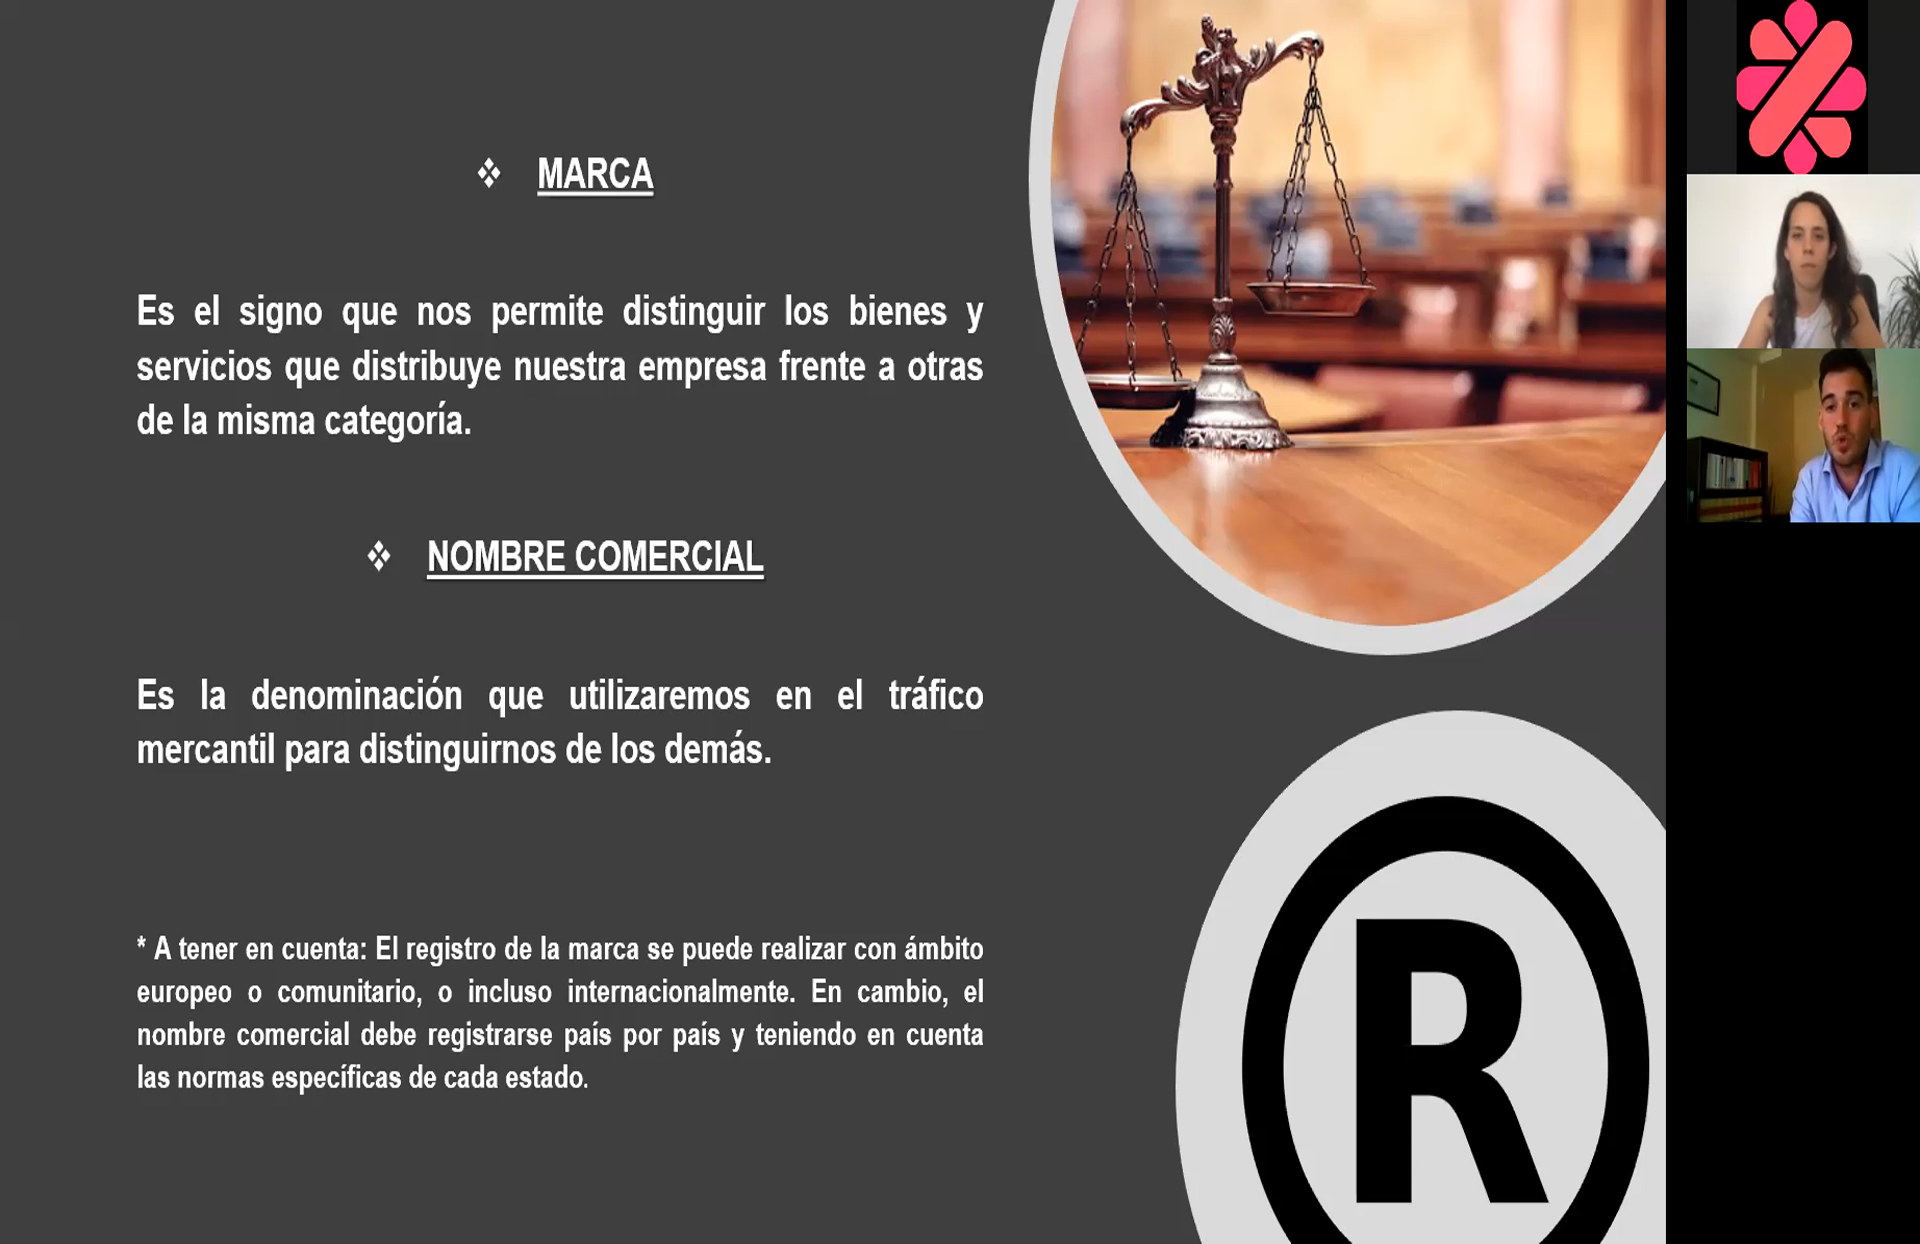 ❖ MARCA
Es el signo que nos permite distinguir los bienes y
servicios que distribuye nuestra empresa frente a otras
de la misma categoría.
❖ NOMBRE COMERCIAL
Es la denominación que utilizaremos en el tráfico
mercantil para distinguirnos de los demás.
* A tener en cuenta: El registro de la marca se puede realizar con ámbito
europeo o comunitario, o incluso internacionalmente. En cambio, el
nombre comercial debe registrarse país por país y teniendo en cuenta
las normas específicas de cada estado.
R